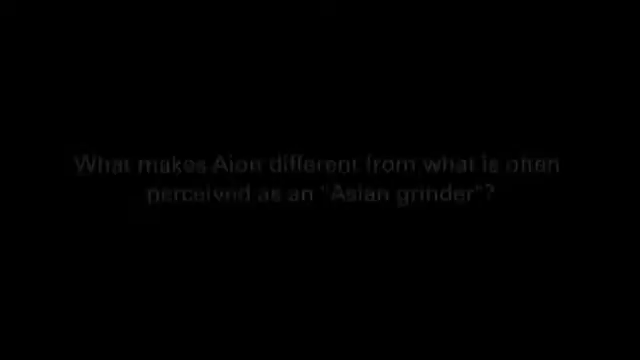 What makes Aion different from what is often
perceived as an "Asian grinder"?